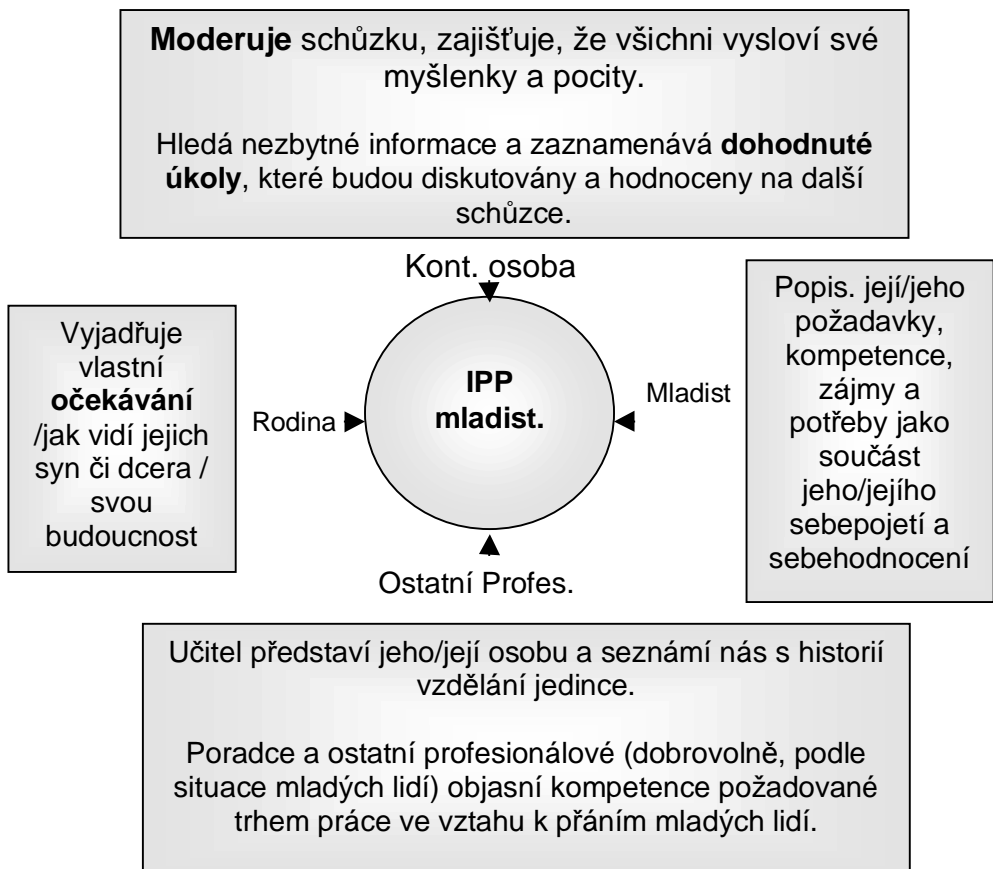 Moderuje schůzku, zajišťuje, že všichni vysloví své
myšlenky a pocity.
Hledá nezbytné informace a zaznamenává dohodnuté
úkoly, které budou diskutovány a hodnoceny na další
schůzce.
Kont. osoba
Vyjadřuje
vlastní
očekávání
/jak vidí jejich
syn či dcera /
svou
budoucnost
Rodina
IPP
mladist.
Mladist
Popis. její/jeho
požadavky,
kompetence,
zájmy a
potřeby jako
součást
jeho/jejího
sebepojetí a
sebehodnocení
Ostatní Profes.
Učitel představí jeho/její osobu a seznámí nás s historií
vzdělání jedince.
Poradce a ostatní profesionálové (dobrovolně, podle
situace mladých lidí) objasní kompetence požadované
trhem práce ve vztahu k přáním mladých lidí.